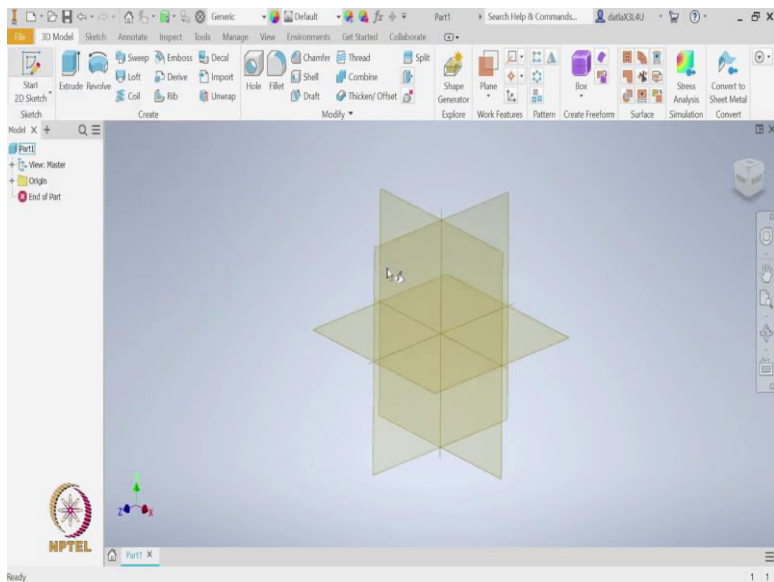 Generic Default Part1 Search Help & Commands... datlaX3L4U
File 3D Model Sketch Annotate Inspect Tools Manage View Environments Get Started Collaborate
Start 2D Sketch Extrude Revolve Sweep Emboss Decal Hole Fillet Chamfer Thread Split Shape Generator Plane Box Stress Analysis Convert to Sheet Metal
Loft Derive Import Shell Combine
Coil Rib Unwrap Draft Thicken/ Offset
Sketch Create Modify Explore Work Features Pattern Create Freeform Surface Simulation Convert
Model
Part1
View: Master
Origin
End of Part
Y
Z X
NPTEL
Part1
Ready 1 1